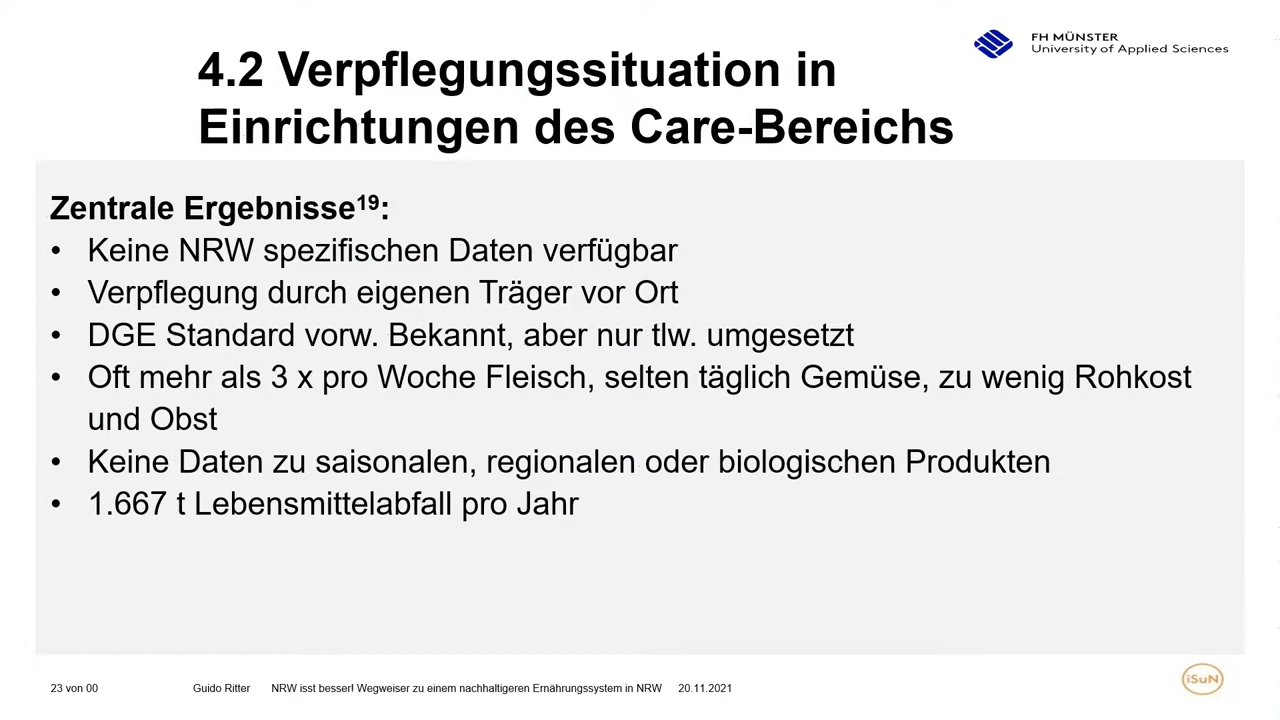 FH MÜNSTER
University of Applied Sciences
4.2 Verpflegungssituation in
Einrichtungen des Care-Bereichs
Zentrale Ergebnisse¹⁹:
• Keine NRW spezifischen Daten verfügbar
• Verpflegung durch eigenen Träger vor Ort
• DGE Standard vorw. Bekannt, aber nur tlw. umgesetzt
• Oft mehr als 3 x pro Woche Fleisch, selten täglich Gemüse, zu wenig Rohkost
und Obst
• Keine Daten zu saisonalen, regionalen oder biologischen Produkten
• 1.667 t Lebensmittelabfall pro Jahr
23 von 00 Guido Ritter NRW isst besser! Wegweiser zu einem nachhaltigeren Ernährungssystem in NRW 20.11.2021
iSuN